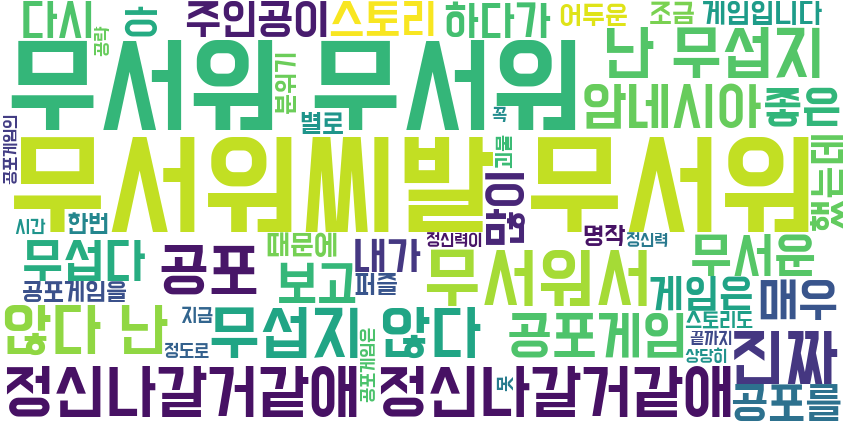 다시 ㅎ 주인공이 스토리 하다가 어두운 조금 게임입니다
공략
무서워 무서워 분위기 난 무섭지
암네시아 좋은
별로 꼭
공포게임의
무서워씨발 무서워 괴물 많이 했는데
시간 한번
무섭다 공포 때문에 내가 정신력이 명작 정신력
보고 퍼즐 무서워서 무서운
공포게임을 게임은 매우
않다 난 지금 무섭지 않다 공포게임 스토리도
정도로 공포게임은 끝까지 진짜
상당히
정신나갈거같애 정신나갈거같애 못 공포를